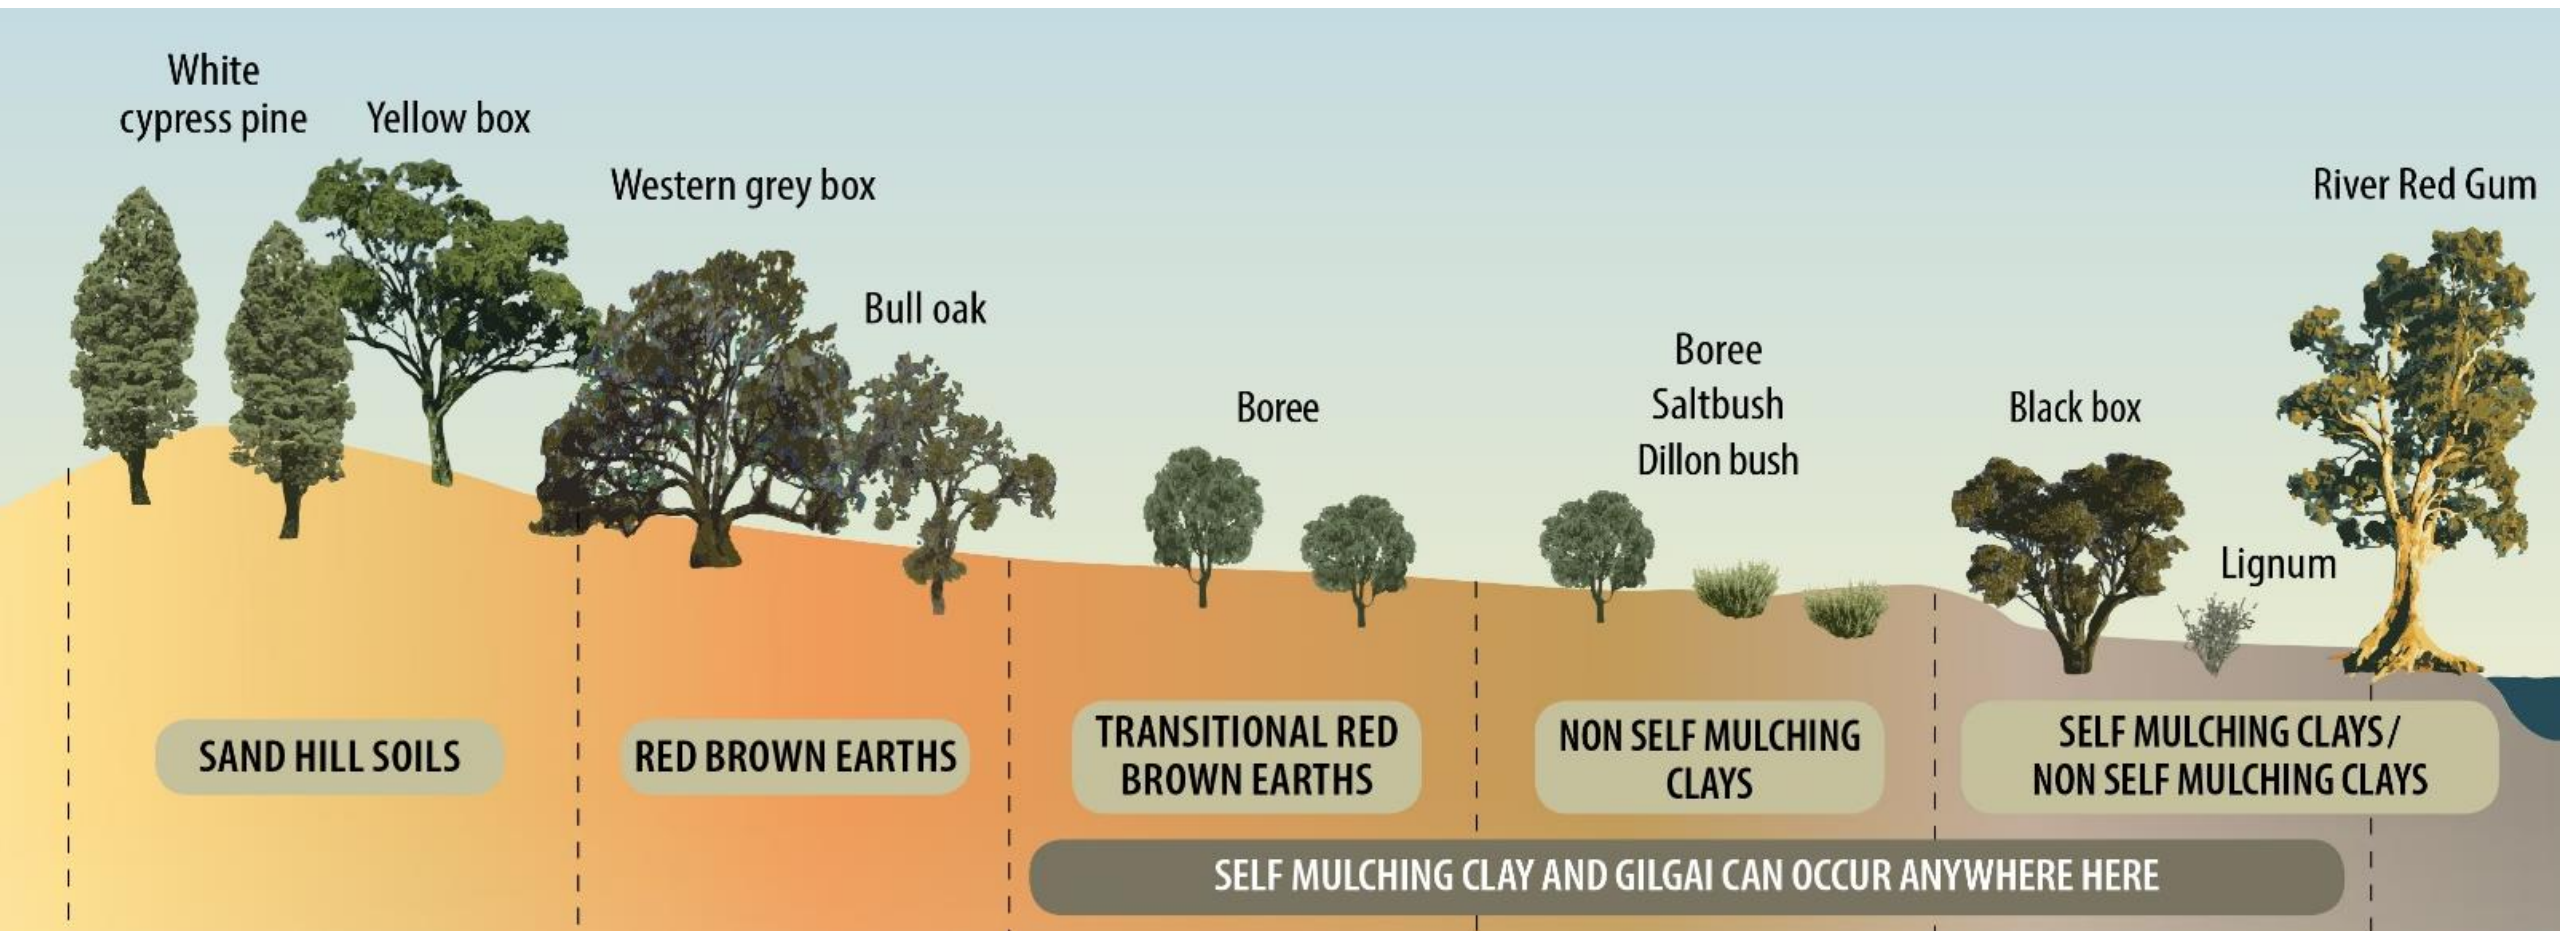 White
cypress pine
Yellow box
Western grey box
Bull oak
Boree
Boree
Saltbush
Dillon bush
Black box
Lignum
River Red Gum
SAND HILL SOILS
RED BROWN EARTHS
TRANSITIONAL RED
BROWN EARTHS
NON SELF MULCHING
CLAYS
SELF MULCHING CLAYS/
NON SELF MULCHING CLAYS
SELF MULCHING CLAY AND GILGAI CAN OCCUR ANYWHERE HERE